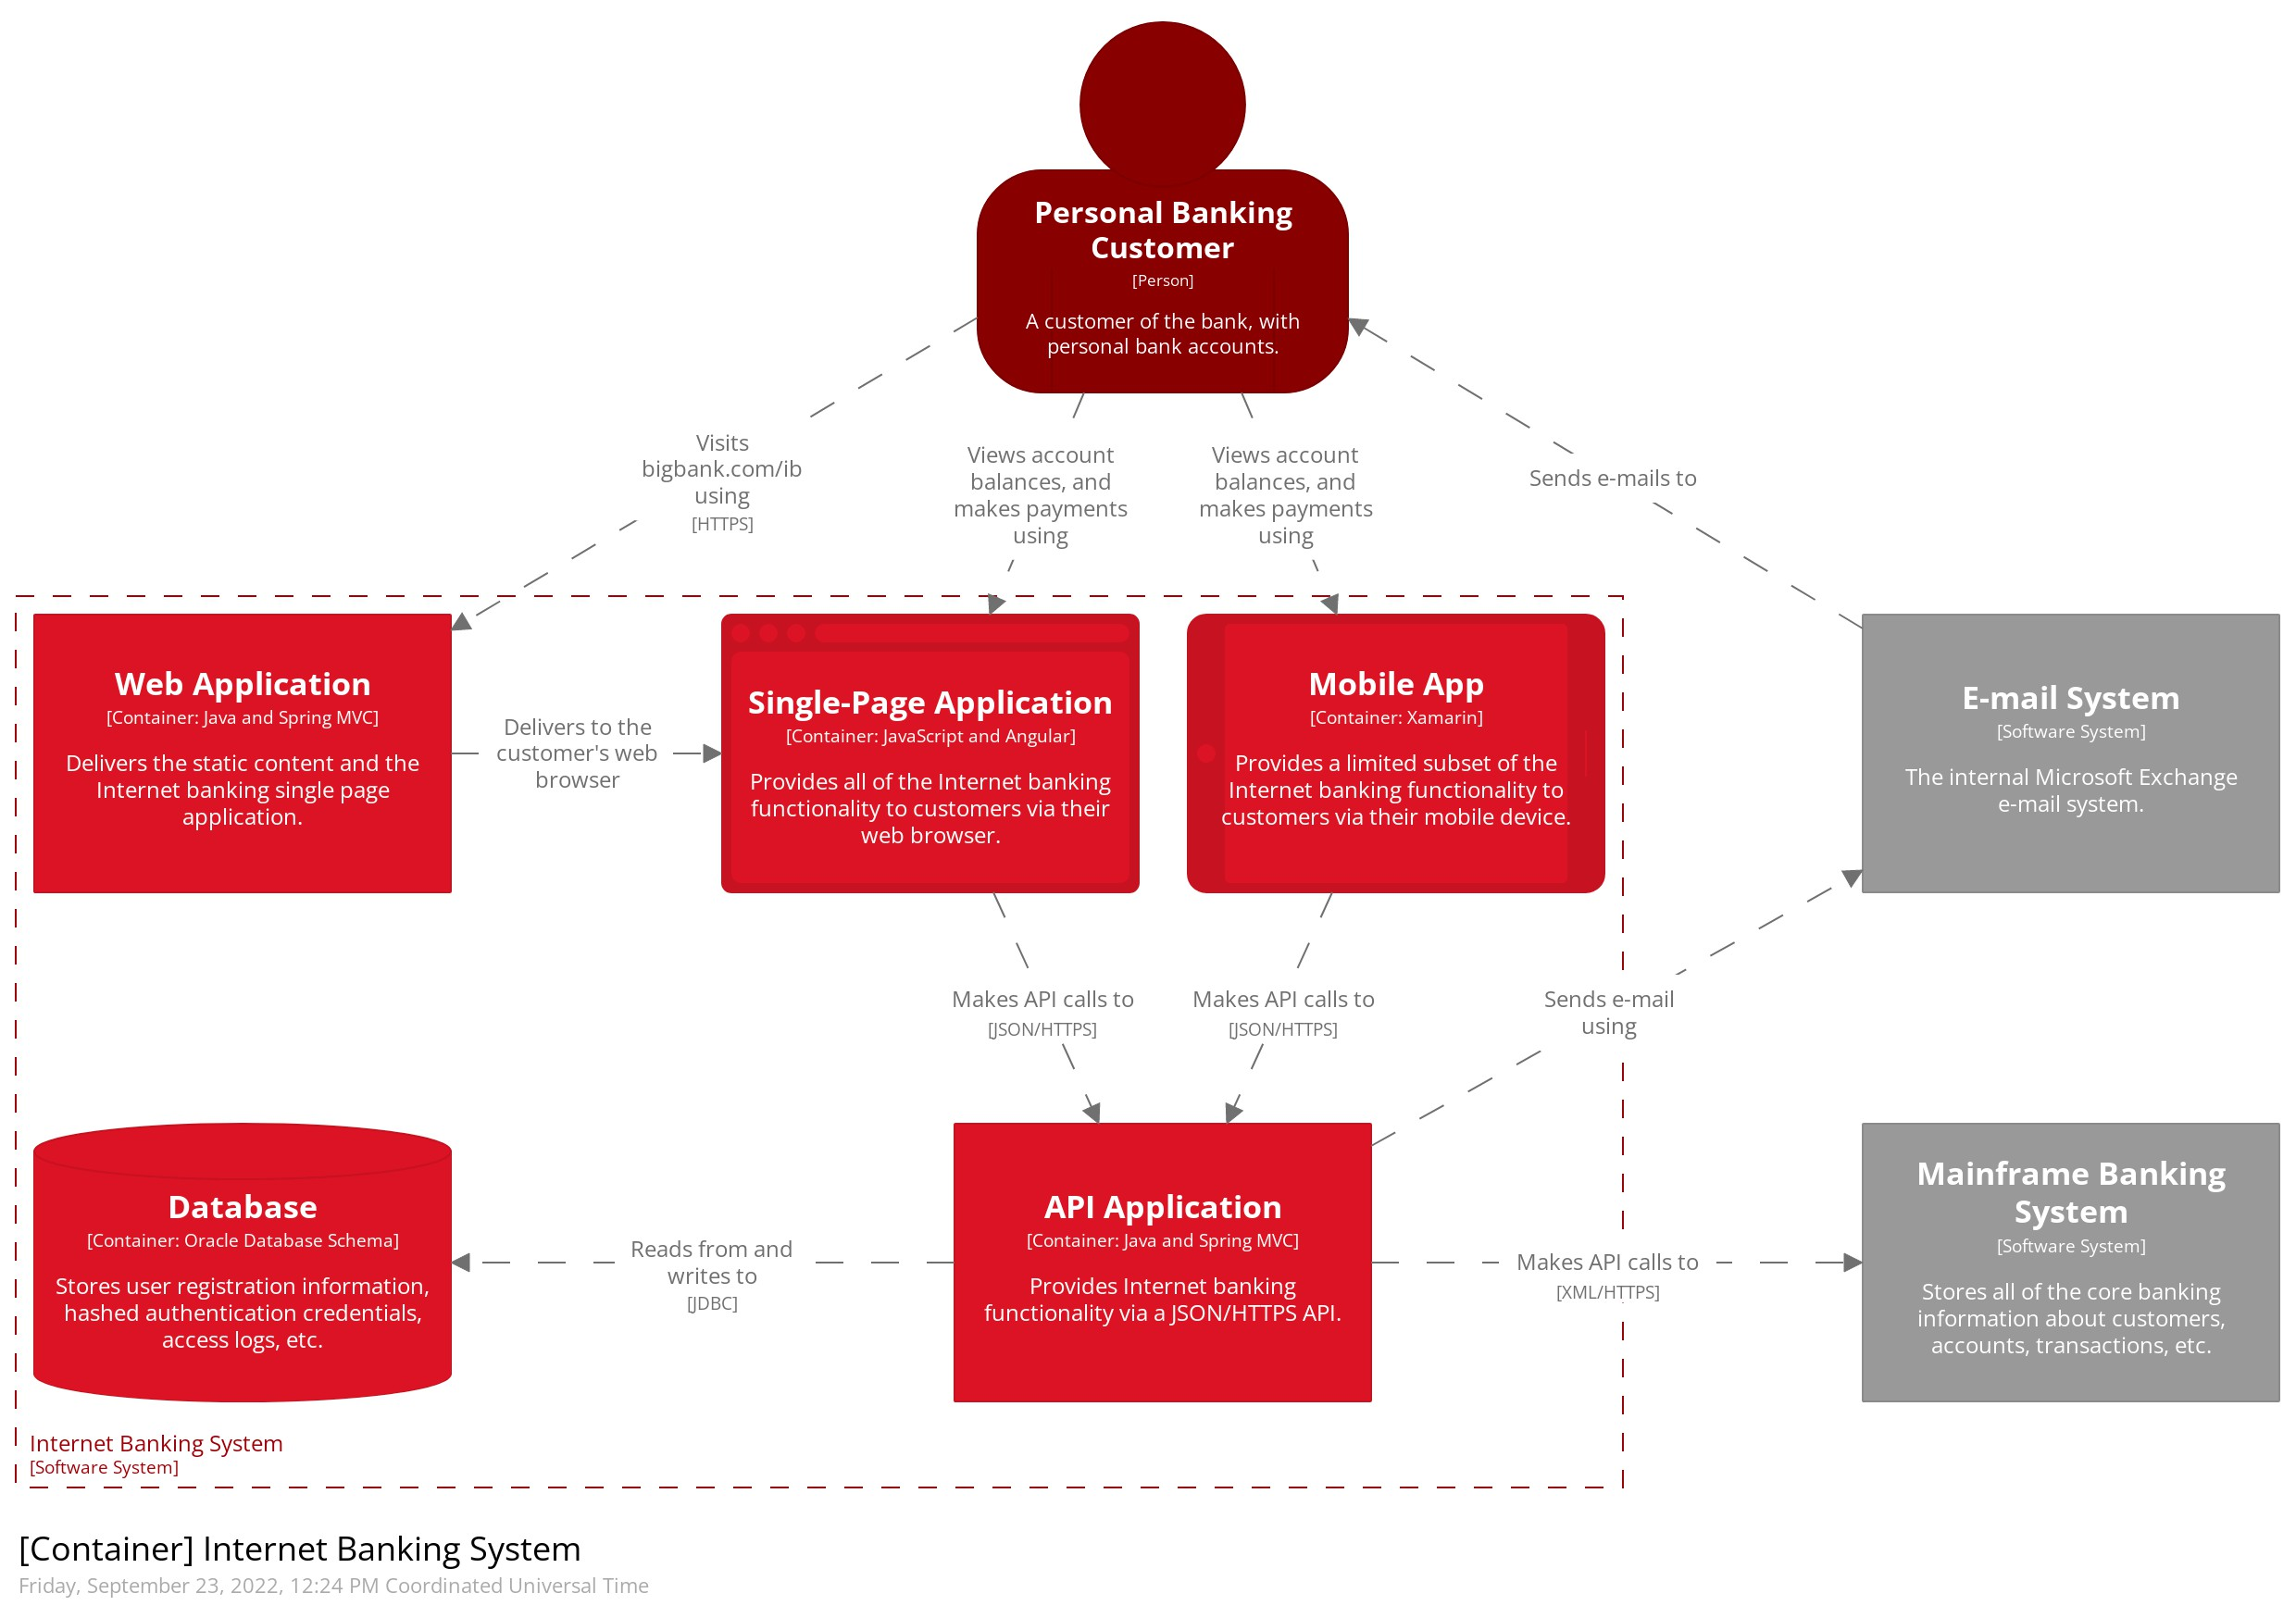 Personal Banking
Customer
[Person]
A customer of the bank, with
personal bank accounts.
Visits
bigbank.com/ib
using
[HTTPS]
Views account
balances, and
makes payments
using
Views account
balances, and
makes payments
using
Sends e-mails to
Web Application
[Container: Java and Spring MVC]
Delivers the static content and the
Internet banking single page
application.
Delivers to the
customer's web
browser
Single-Page Application
[Container: JavaScript and Angular]
Provides all of the Internet banking
functionality to customers via their
web browser.
Mobile App
[Container: Xamarin]
Provides a limited subset of the
Internet banking functionality to
customers via their mobile device.
E-mail System
[Software System]
The internal Microsoft Exchange
e-mail system.
Makes API calls to
[JSON/HTTPS]
Makes API calls to
[JSON/HTTPS]
Sends e-mail
using
Database
[Container: Oracle Database Schema]
Stores user registration information,
hashed authentication credentials,
access logs, etc.
Reads from and
writes to
[JDBC]
API Application
[Container: Java and Spring MVC]
Provides Internet banking
functionality via a JSON/HTTPS API.
Makes API calls to
[XML/HTTPS]
Mainframe Banking
System
[Software System]
Stores all of the core banking
information about customers,
accounts, transactions, etc.
Internet Banking System
[Software System]
[Container] Internet Banking System
Friday, September 23, 2022, 12:24 PM Coordinated Universal Time